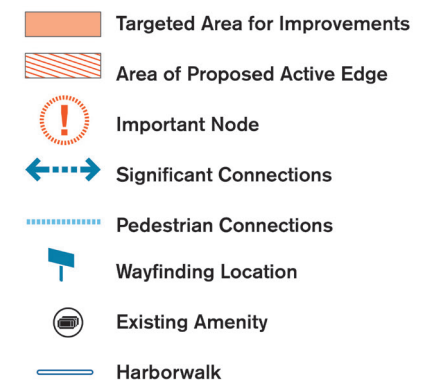 Targeted Area for Improvements
Area of Proposed Active Edge
Important Node
Significant Connections
Pedestrian Connections
Wayfinding Location
Existing Amenity
Harborwalk